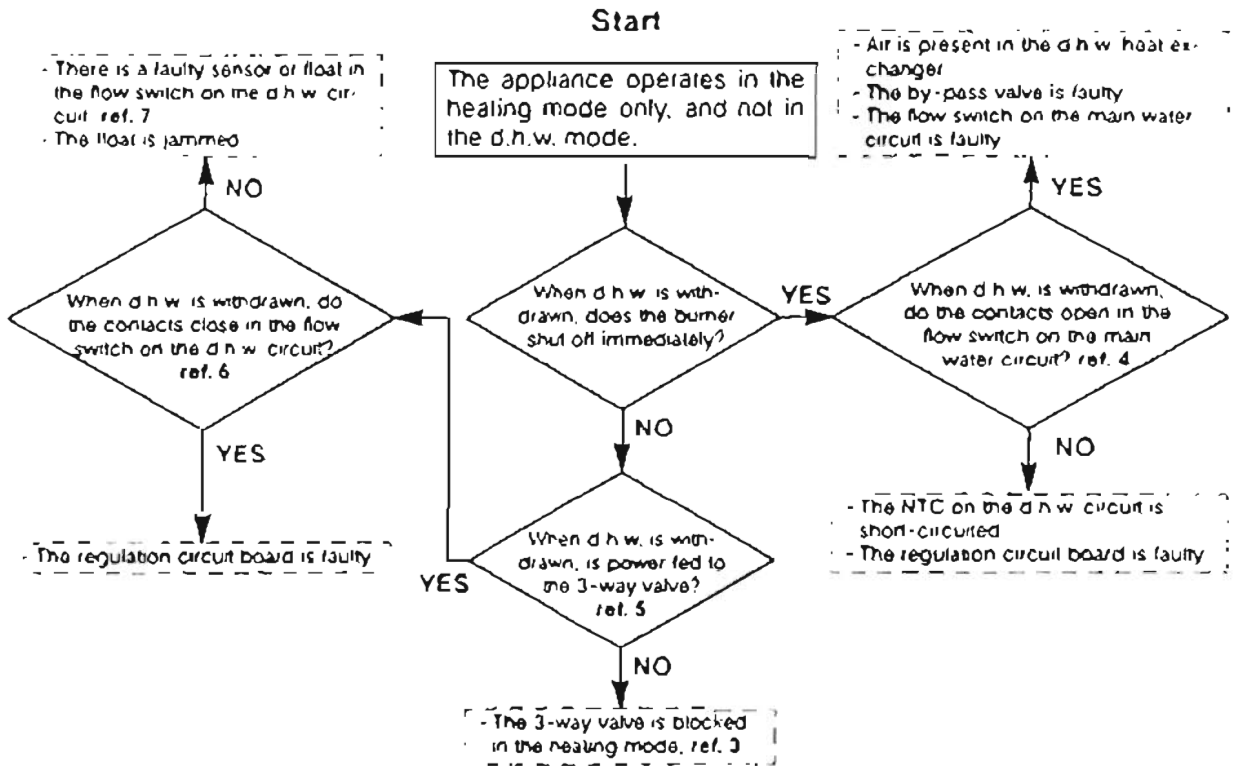 Start
- There is a faulty sensor or float in
the flow switch on the d h w cir-
cuit ref. 7
- The float is jammed
The appliance operates in the
heating mode only, and not in
the d.h.w. mode.
- Air is present in the d h w heat ex-
changer
- The by-pass valve is faulty
- The flow switch on the main water
circuit is faulty
NO
YES
When d h w is withdrawn, do
the contacts close in the flow
switch on the d h w circuit?
ref. 6
When d h w is with-
drawn, does the burner
shut off immediately?
YES
When d h w. is withdrawn,
do the contacts open in the
flow switch on the main
water circuit? ref. 4
YES
NO
NO
- The regulation circuit board is faulty
When d h w. is with-
drawn, is power fed to
the 3-way valve?
ref. 5
YES
- The NTC on the d h w circuit is
short-circuited
- The regulation circuit board is faulty
NO
- The 3-way valve is blocked
in the heating mode, ref. 3